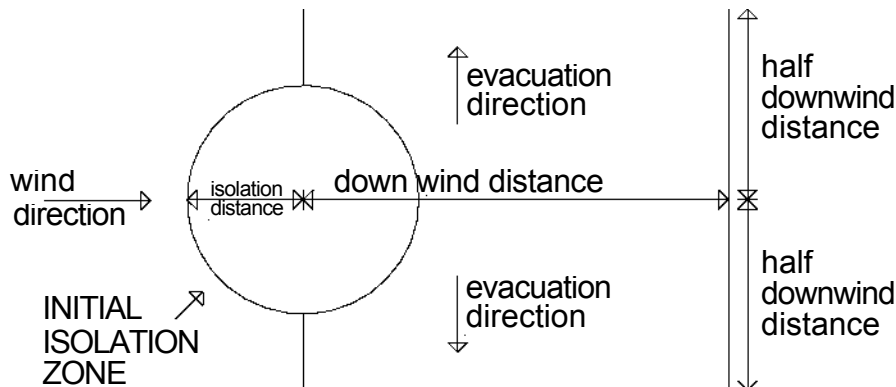 evacuation
direction
half
downwind
distance
wind
direction
isolation
distance
down wind distance
INITIAL
ISOLATION
ZONE
evacuation
direction
half
downwind
distance